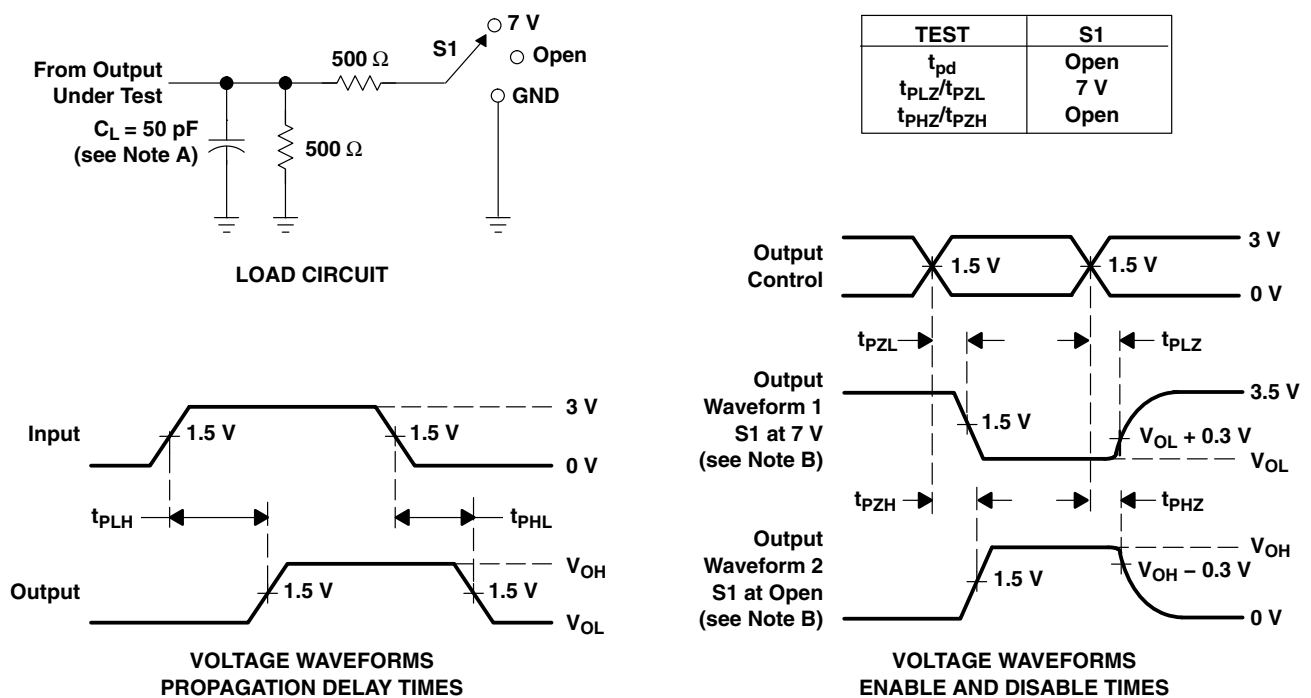 7 V
S1
Open
500 Ω
From Output
Under Test
GND
C_L = 50 pF
(see Note A)
500 Ω
LOAD CIRCUIT
TEST S1
t_pd Open
t_PLZ/t_PZL 7 V
t_PHZ/t_PZH Open
Input
1.5 V
1.5 V
3 V
0 V
t_PLH
t_PHL
Output
1.5 V
1.5 V
V_OH
V_OL
VOLTAGE WAVEFORMS
PROPAGATION DELAY TIMES
Output
Control
1.5 V
1.5 V
3 V
0 V
t_PZL
t_PLZ
Output
Waveform 1
S1 at 7 V
(see Note B)
1.5 V
3.5 V
V_OL + 0.3 V
V_OL
t_PZH
t_PHZ
Output
Waveform 2
S1 at Open
(see Note B)
1.5 V
V_OH
V_OH − 0.3 V
0 V
VOLTAGE WAVEFORMS
ENABLE AND DISABLE TIMES